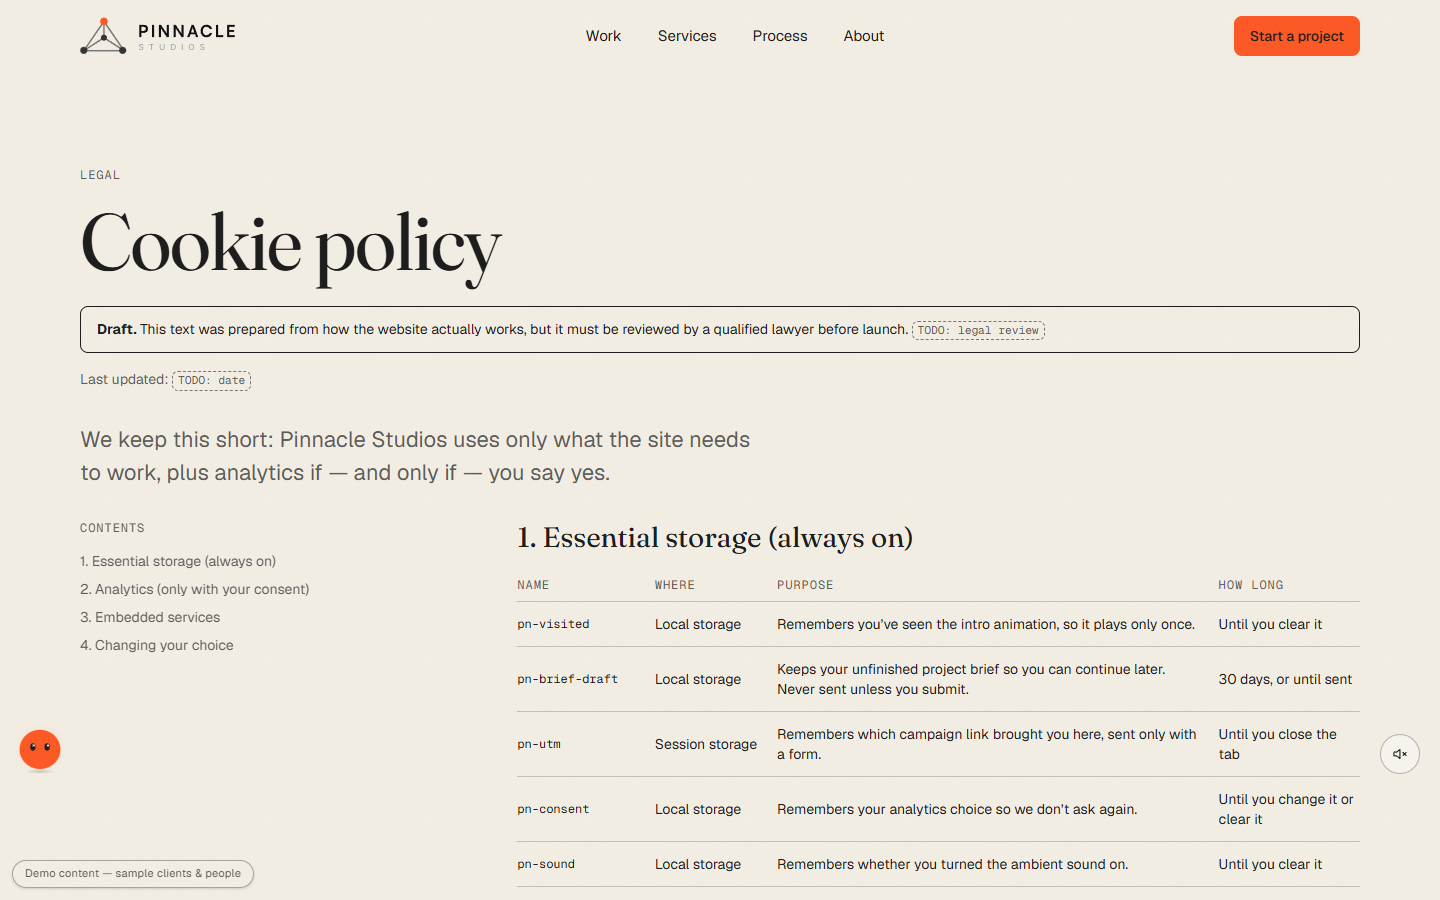 PINNACLE
STUDIOS
Work Services Process About
Start a project
LEGAL
Cookie policy
Draft. This text was prepared from how the website actually works, but it must be reviewed by a qualified lawyer before launch. TODO: legal review
Last updated: TODO: date
We keep this short: Pinnacle Studios uses only what the site needs
to work, plus analytics if — and only if — you say yes.
CONTENTS
1. Essential storage (always on)
2. Analytics (only with your consent)
3. Embedded services
4. Changing your choice
1. Essential storage (always on)
NAME WHERE PURPOSE HOW LONG
pn-visited Local storage Remembers you've seen the intro animation, so it plays only once. Until you clear it
pn-brief-draft Local storage Keeps your unfinished project brief so you can continue later.
Never sent unless you submit. 30 days, or until sent
pn-utm Session storage Remembers which campaign link brought you here, sent only with
a form. Until you close the
tab
pn-consent Local storage Remembers your analytics choice so we don't ask again. Until you change it or
clear it
pn-sound Local storage Remembers whether you turned the ambient sound on. Until you clear it
Demo content — sample clients & people